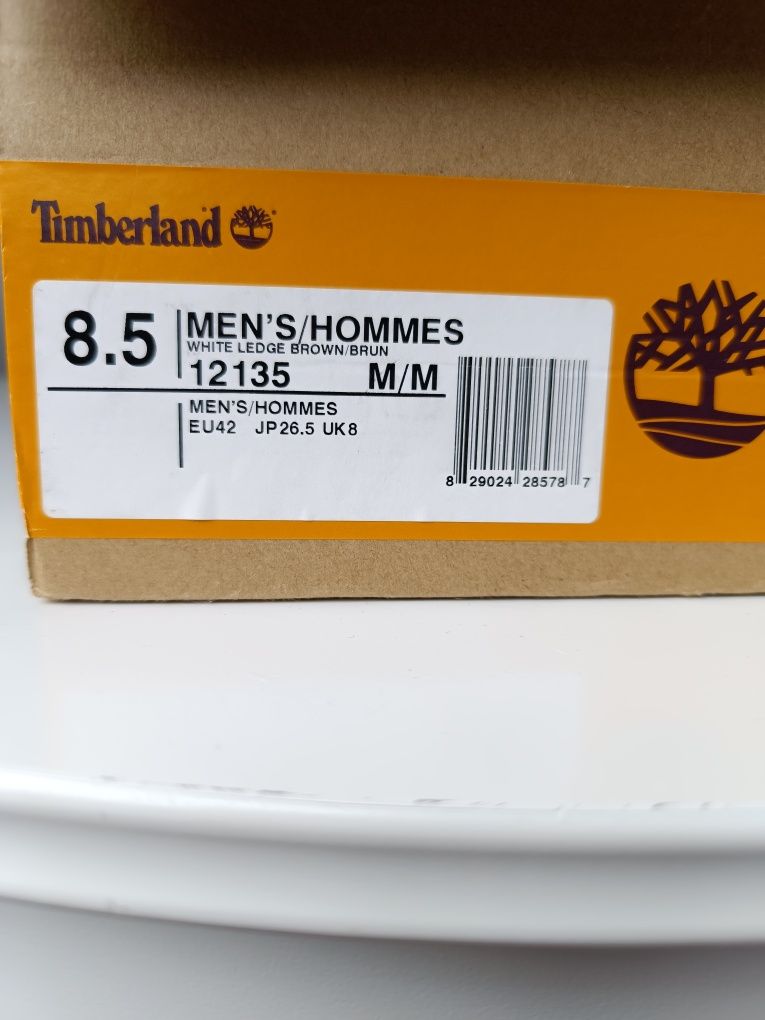 Timberland
8.5
MEN'S/HOMMES
WHITE LEDGE BROWN/BRUN
12135 M/M
MEN'S/HOMMES
EU42 JP26.5 UK8
8 29024 28578 7